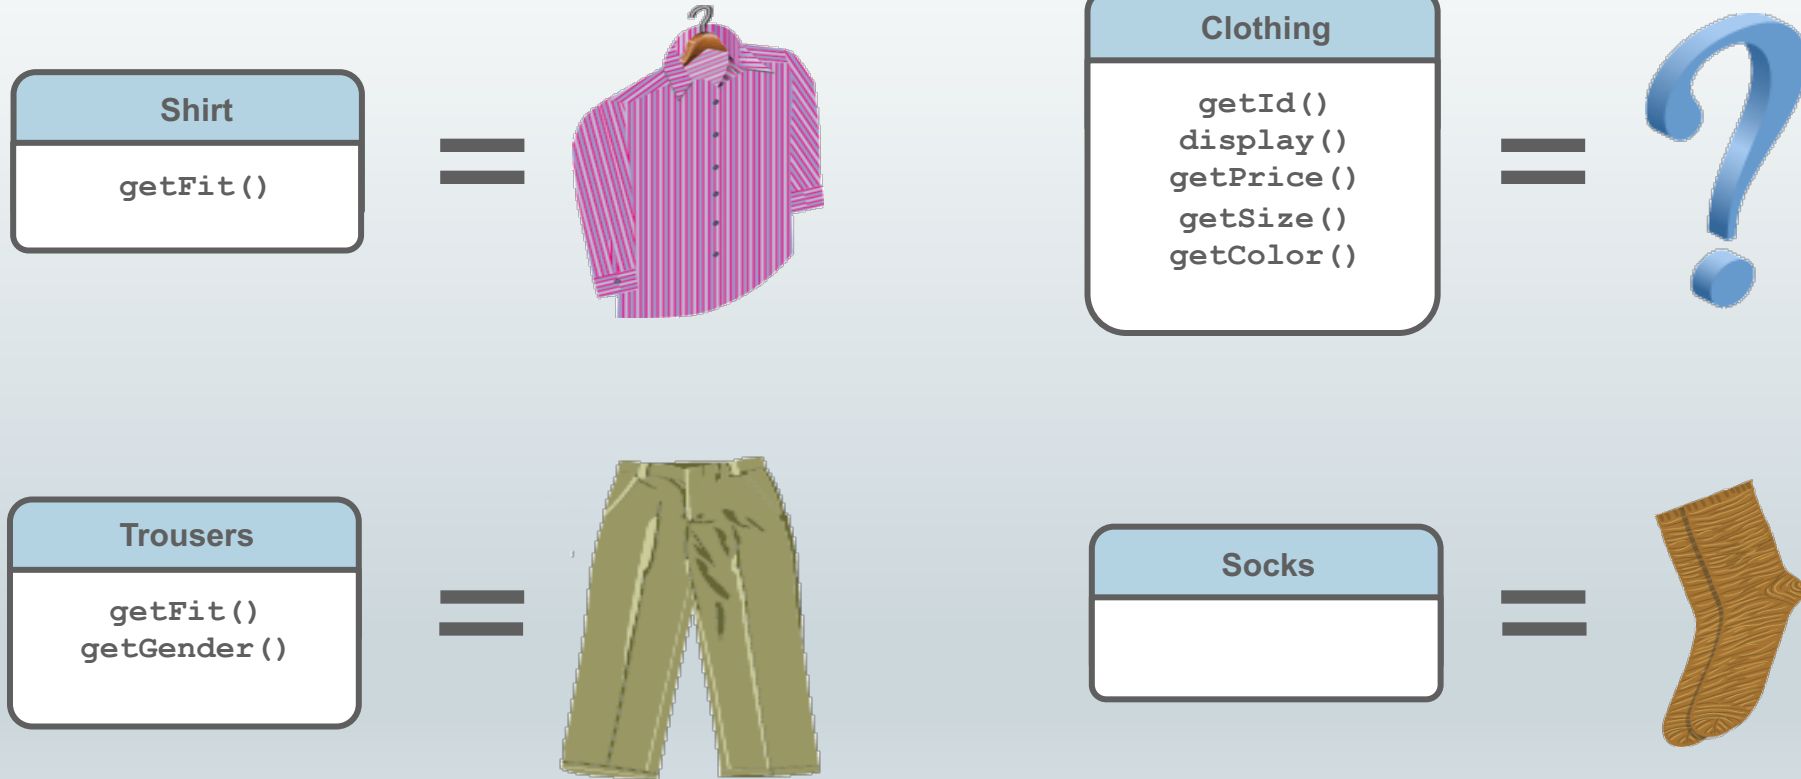 Shirt
getFit()
Clothing
getId()
display()
getPrice()
getSize()
getColor()
Trousers
getFit()
getGender()
Socks